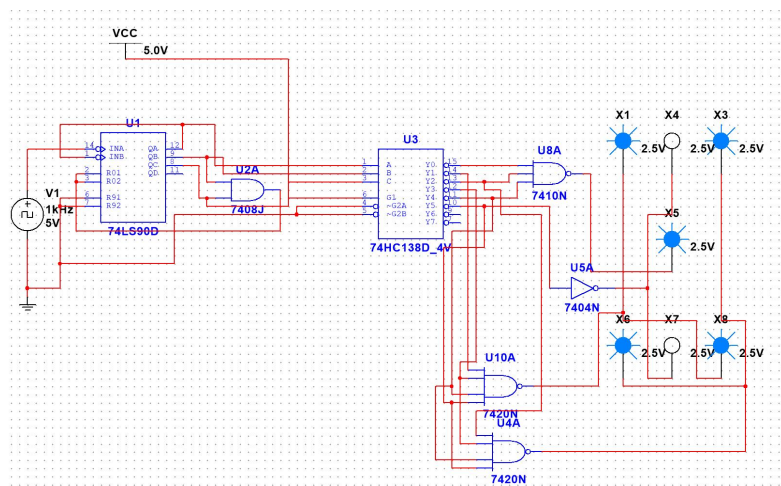 VCC
5.0V
U1
14 INA QA 12
1 INB QB 9
QC 8
2 R01 QD 11
3 R02
6 R91
7 R92
74LS90D
V1
1kHz
5V
U2A
7408J
U3
1 A Y0 15
2 B Y1 14
3 C Y2 13
Y3 12
6 G1 Y4 11
4 ~G2A Y5 10
5 ~G2B Y6 9
Y7 7
74HC138D_4V
U8A
7410N
U5A
7404N
U10A
7420N
U4A
7420N
X1 X4 X3
2.5V 2.5V 2.5V
X5
2.5V
X6 X7 X8
2.5V 2.5V 2.5V